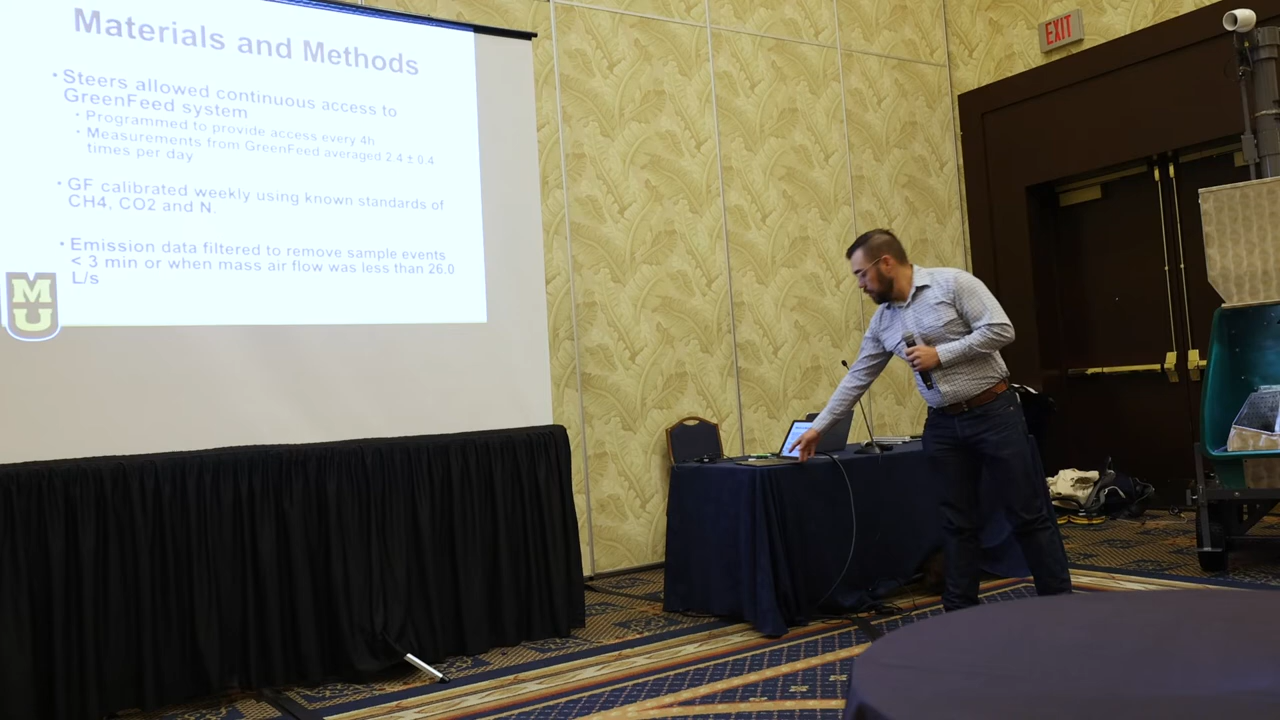 Materials and Methods
• Steers allowed continuous access to
GreenFeed system
• Programmed to provide access every 4h
• Measurements from GreenFeed averaged 2.4 ± 0.4
times per day
• GF calibrated weekly using known standards of
CH4, CO2 and N.
• Emission data filtered to remove sample events
< 3 min or when mass air flow was less than 26.0
L/s
MU
EXIT